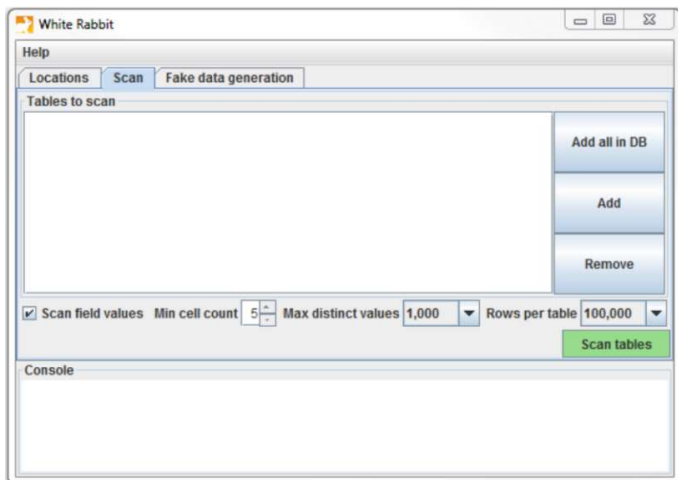 White Rabbit
Help
Locations Scan Fake data generation
Tables to scan
Add all in DB
Add
Remove
Scan field values Min cell count 5 Max distinct values 1,000 Rows per table 100,000
Scan tables
Console